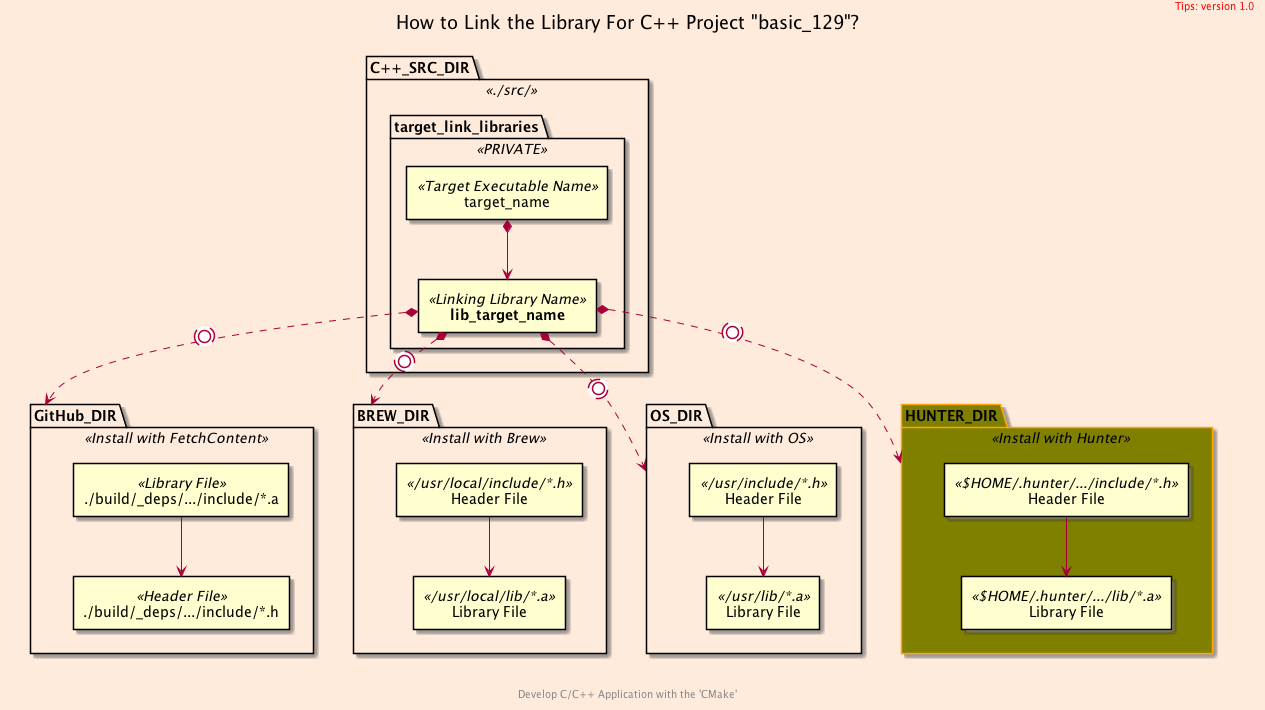 Tips: version 1.0
How to Link the Library For C++ Project "basic_129"?
C++_SRC_DIR
«./src/»
target_link_libraries
«PRIVATE»
«Target Executable Name»
target_name
«Linking Library Name»
lib_target_name
GitHub_DIR
«Install with FetchContent»
«Library File»
./build/_deps/.../include/*.a
«Header File»
./build/_deps/.../include/*.h
BREW_DIR
«Install with Brew»
«/usr/local/include/*.h»
Header File
«/usr/local/lib/*.a»
Library File
OS_DIR
«Install with OS»
«/usr/include/*.h»
Header File
«/usr/lib/*.a»
Library File
HUNTER_DIR
«Install with Hunter»
«$HOME/.hunter/.../include/*.h»
Header File
«$HOME/.hunter/.../lib/*.a»
Library File
Develop C/C++ Application with the 'CMake'